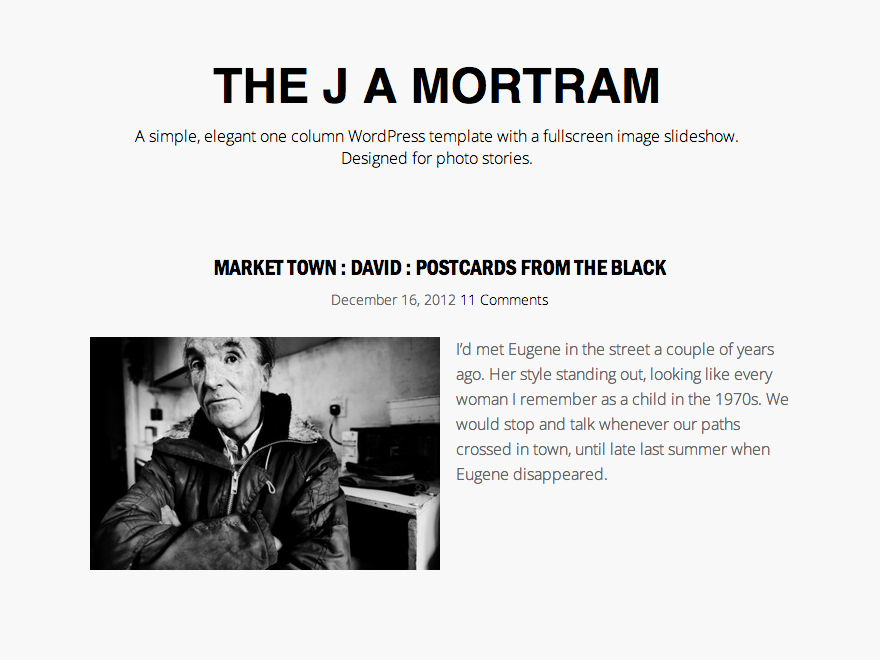 THE J A MORTRAM
A simple, elegant one column WordPress template with a fullscreen image slideshow.
Designed for photo stories.
MARKET TOWN : DAVID : POSTCARDS FROM THE BLACK
December 16, 2012 11 Comments
I’d met Eugene in the street a couple of years
ago. Her style standing out, looking like every
woman I remember as a child in the 1970s. We
would stop and talk whenever our paths
crossed in town, until late last summer when
Eugene disappeared.